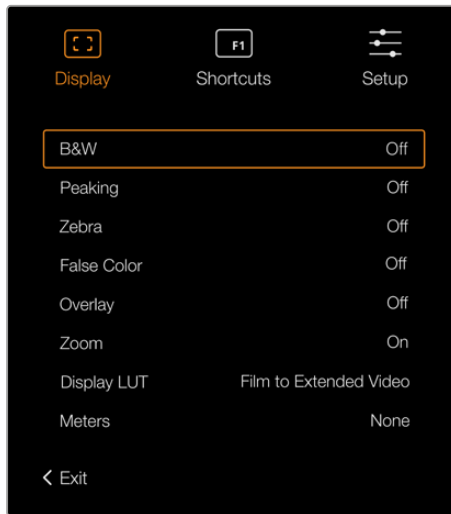 F1
Display Shortcuts Setup
B&W Off
Peaking Off
Zebra Off
False Color Off
Overlay Off
Zoom On
Display LUT Film to Extended Video
Meters None
Exit